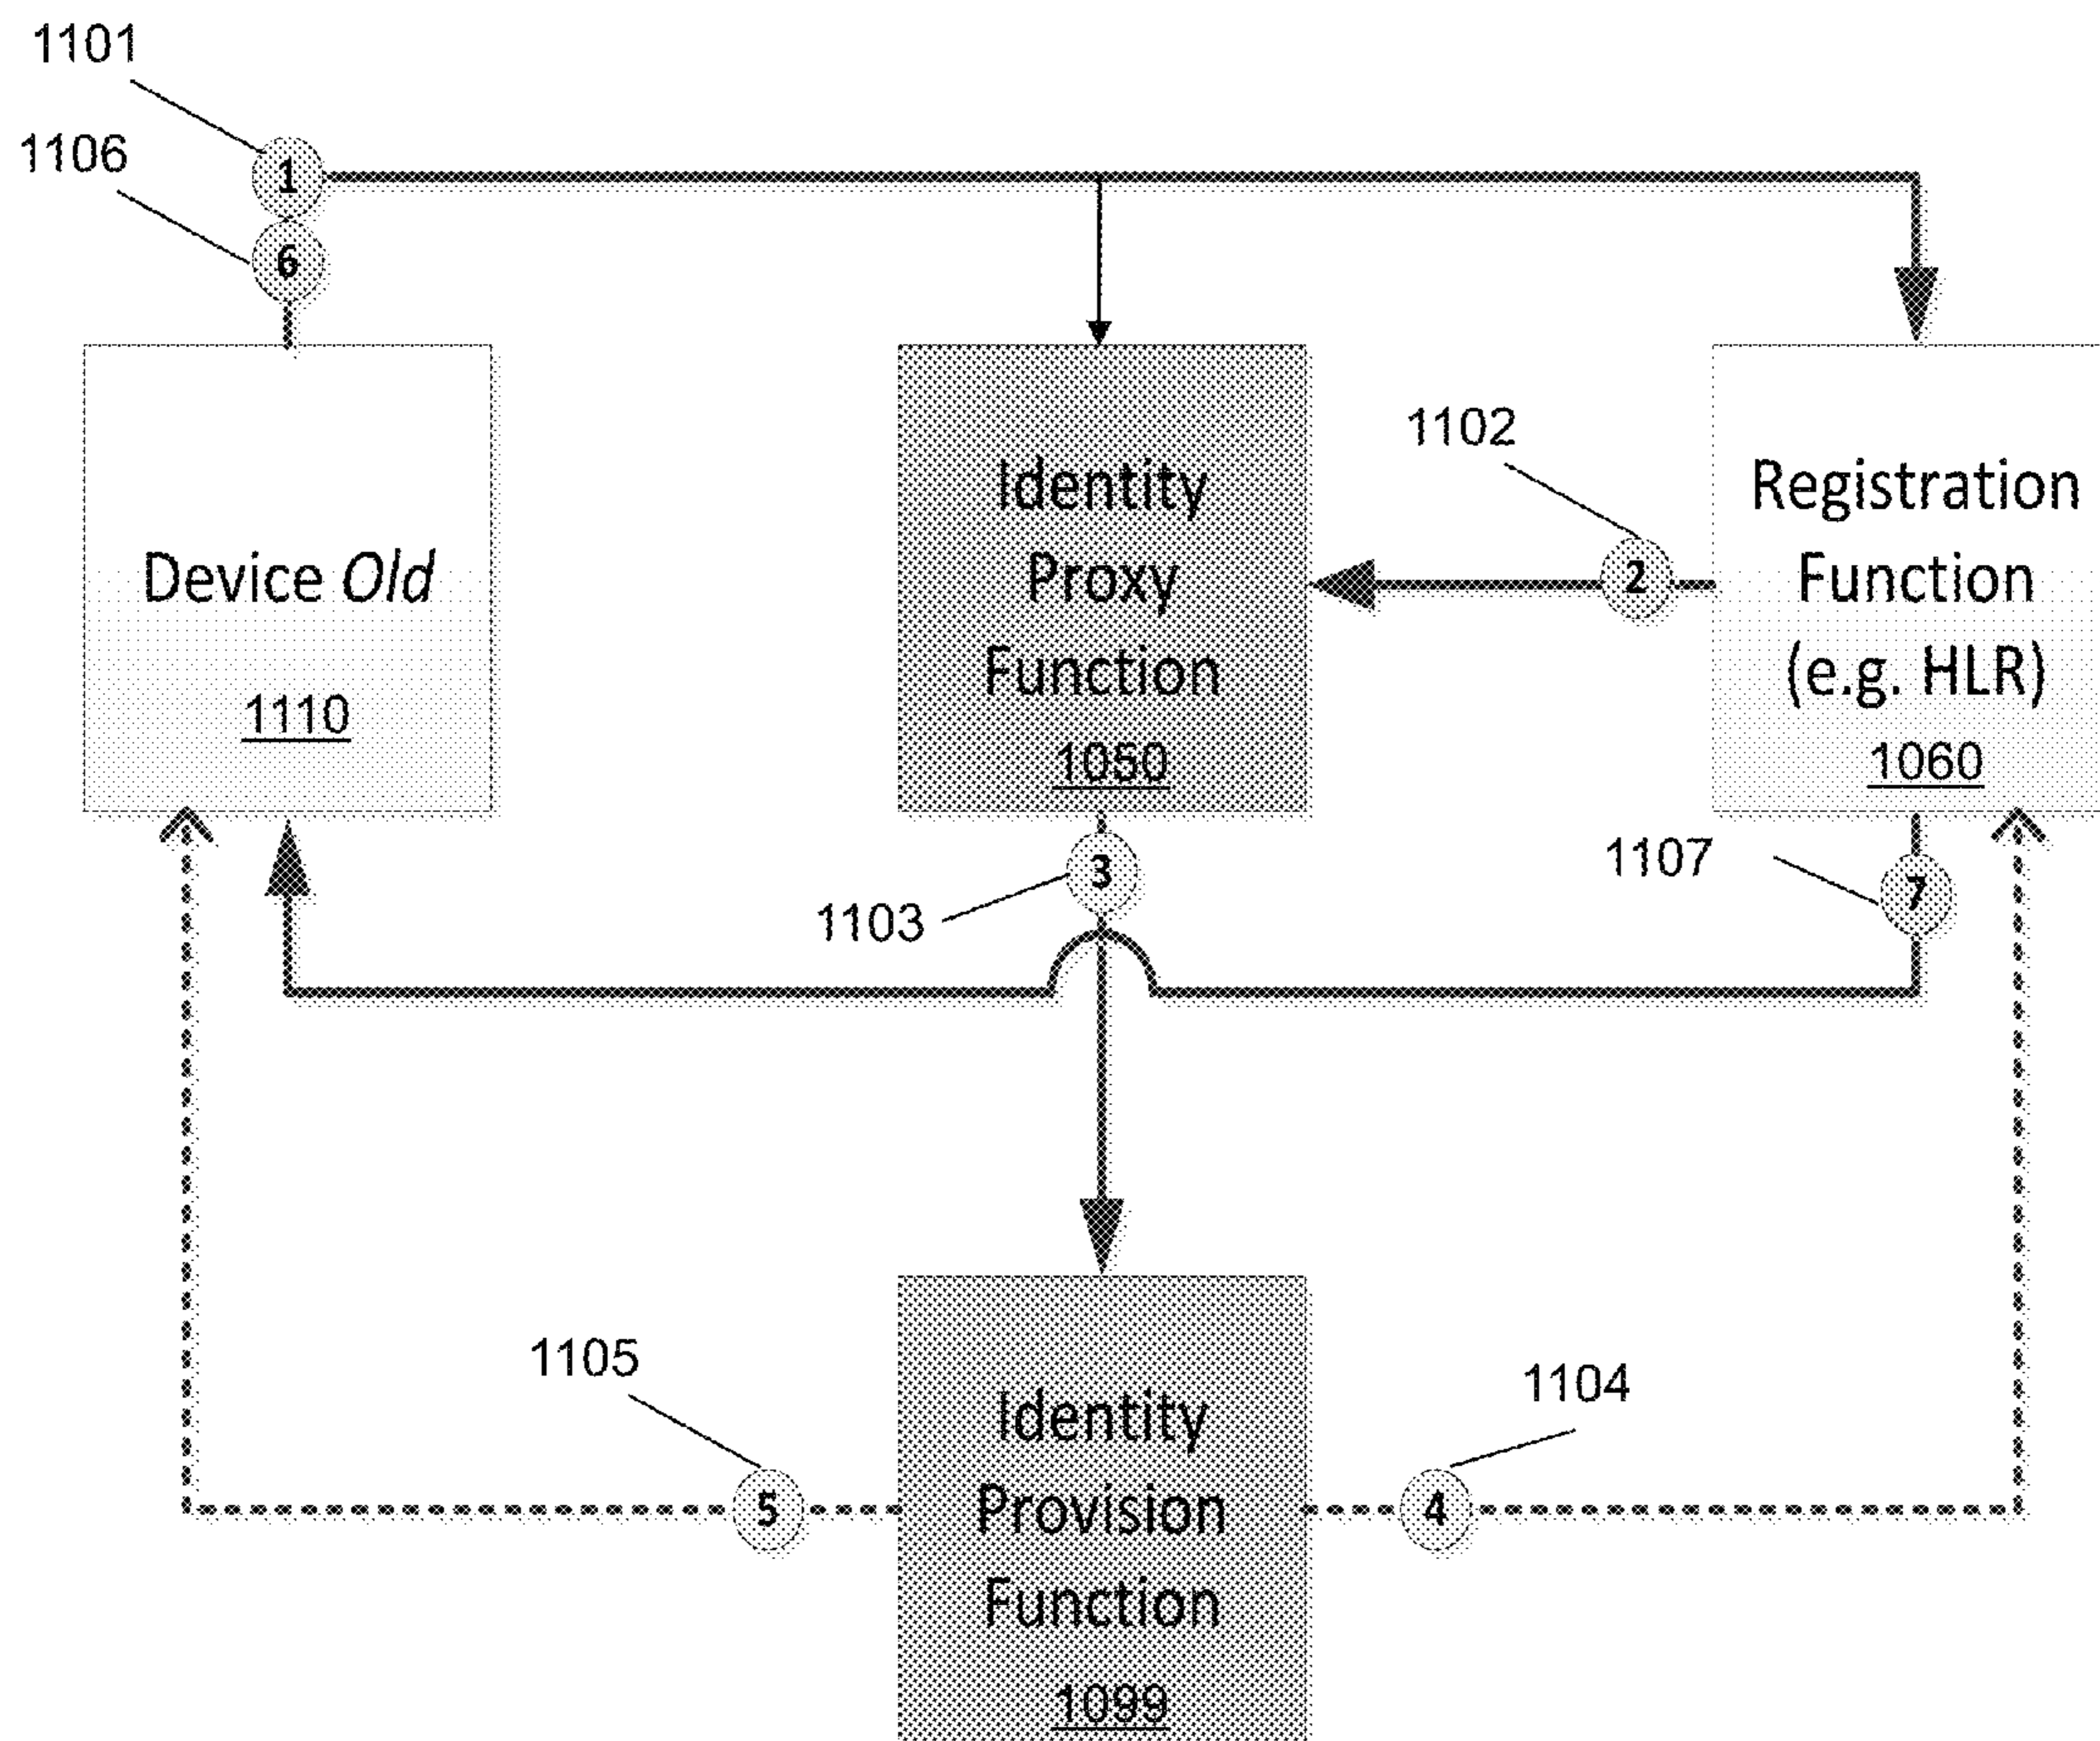 1101
1106
1
6
1102
2
Device Old
1110
Identity
Proxy
Function
1050
Registration
Function
(e.g. HLR)
1060
3
1103
1107
7
1105
5
1104
4
Identity
Provision
Function
1099